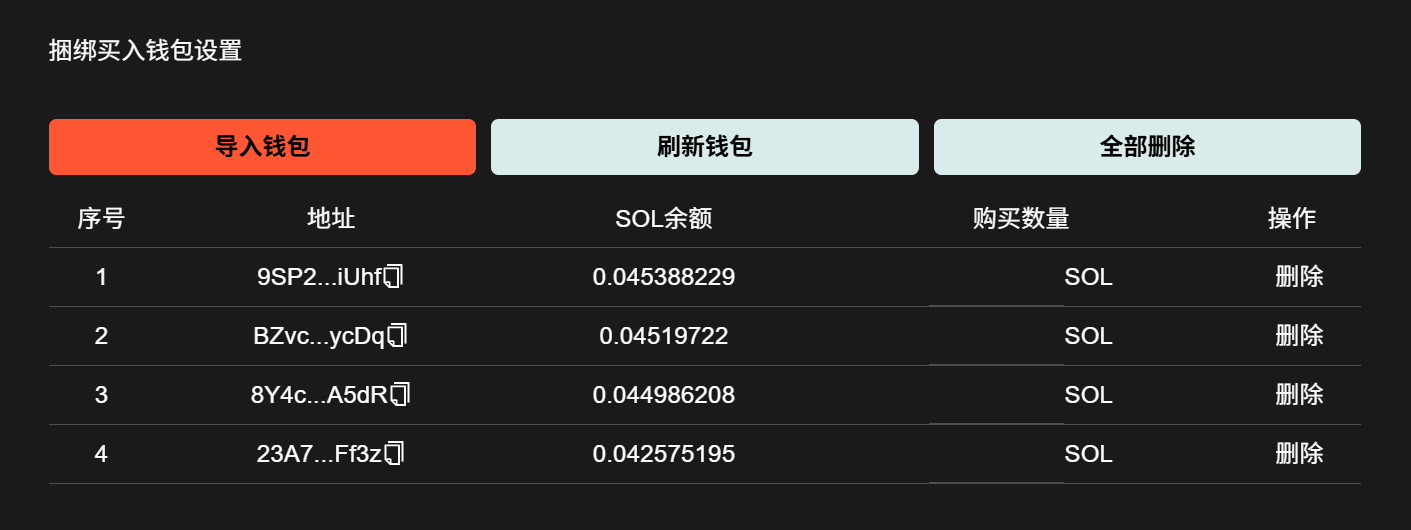 捆绑买入钱包设置
导入钱包 刷新钱包 全部删除
序号 地址 SOL余额 购买数量 操作
1 9SP2...iUhf 0.045388229 SOL 删除
2 BZvc...ycDq 0.04519722 SOL 删除
3 8Y4c...A5dR 0.044986208 SOL 删除
4 23A7...Ff3z 0.042575195 SOL 删除